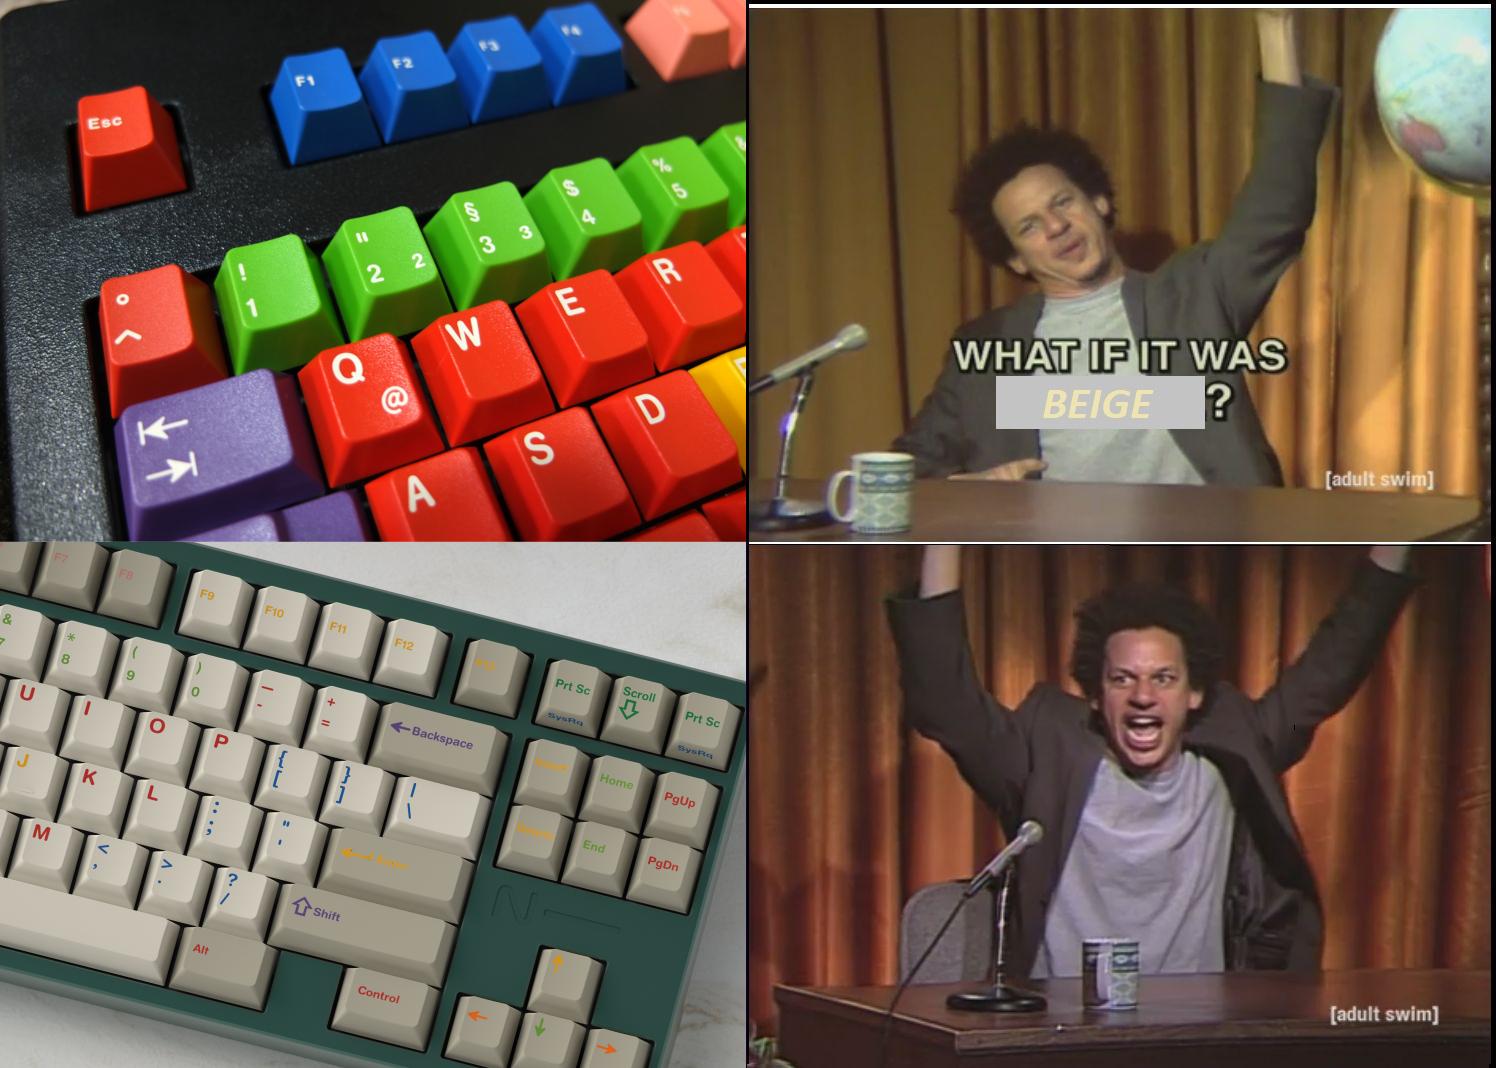 F1 F2 F3 F4
Esc
! " § $ %
1 2 2 3 3 4 5
° ^
Q @ W E R
A S D
WHAT IF IT WAS
BEIGE ?
[adult swim]
F7 F8 F9 F10 F11 F12 F13
Prt Sc SysRq Scroll Prt Sc SysRq
& 7 * 8 ( 9 ) 0 — - + = ← Backspace
Insert Home PgUp
U I O P { [ } ] | \
Delete End PgDn
J K L : ; " ' Enter
M < , > . ? / Shift
Alt Control
[adult swim]